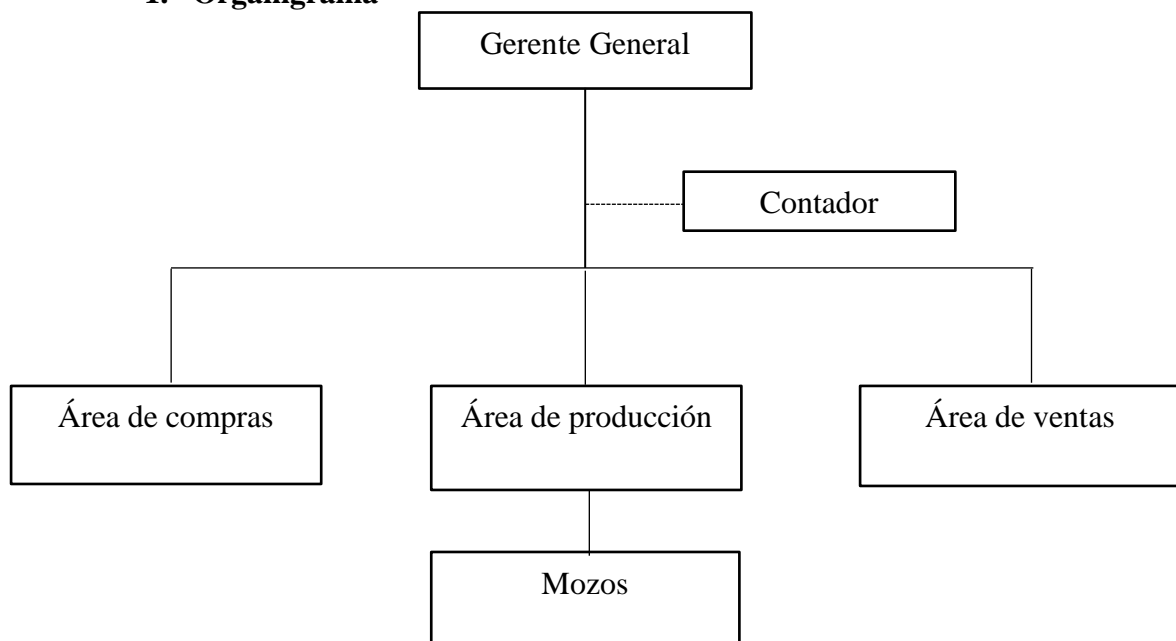 1. Organigrama
Gerente General
Contador
Área de compras
Área de producción
Área de ventas
Mozos